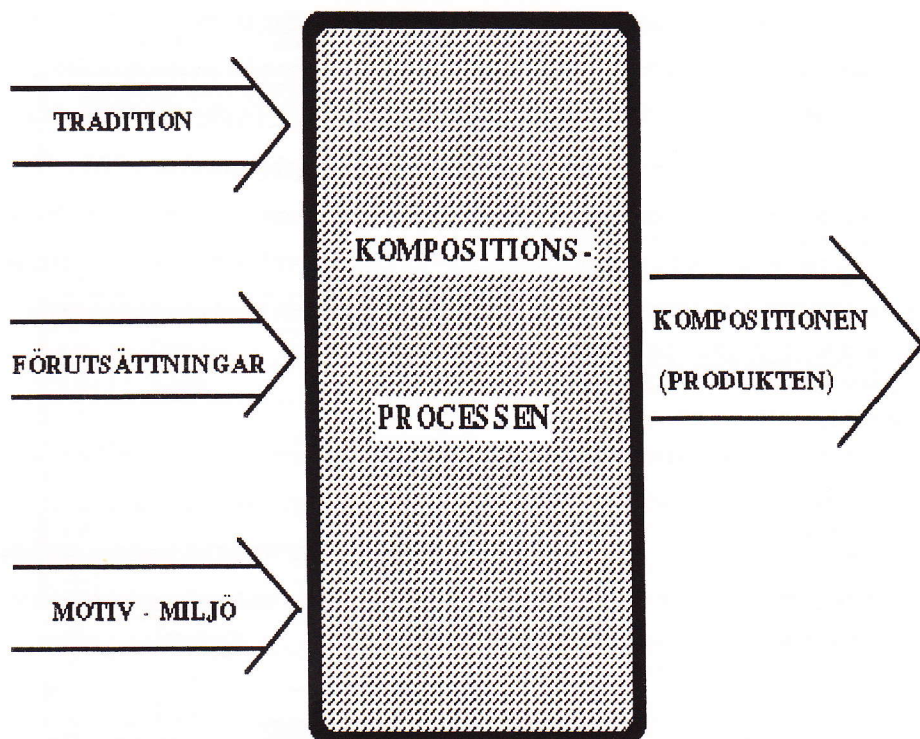 TRADITION
FÖRUTSÄTTNINGAR
MOTIV - MILJÖ
KOMPOSITIONS-
PROCESSEN
KOMPOSITIONEN
(PRODUKTEN)